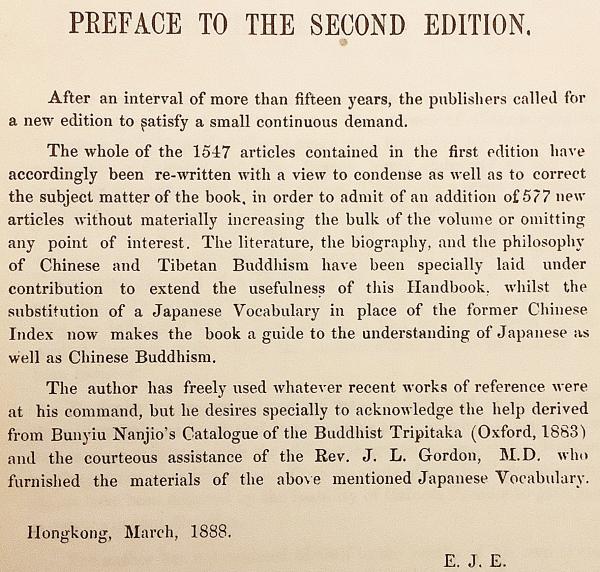 PREFACE TO THE SECOND EDITION.
After an interval of more than fifteen years, the publishers called for
a new edition to satisfy a small continuous demand.
The whole of the 1547 articles contained in the first edition have
accordingly been re-written with a view to condense as well as to correct
the subject matter of the book, in order to admit of an addition of 577 new
articles without materially increasing the bulk of the volume or omitting
any point of interest. The literature, the biography, and the philosophy
of Chinese and Tibetan Buddhism have been specially laid under
contribution to extend the usefulness of this Handbook, whilst the
substitution of a Japanese Vocabulary in place of the former Chinese
Index now makes the book a guide to the understanding of Japanese as
well as Chinese Buddhism.
The author has freely used whatever recent works of reference were
at his command, but he desires specially to acknowledge the help derived
from Bunyiu Nanjio's Catalogue of the Buddhist Tripitaka (Oxford, 1883)
and the courteous assistance of the Rev. J. L. Gordon, M.D. who
furnished the materials of the above mentioned Japanese Vocabulary.
Hongkong, March, 1888.
E. J. E.